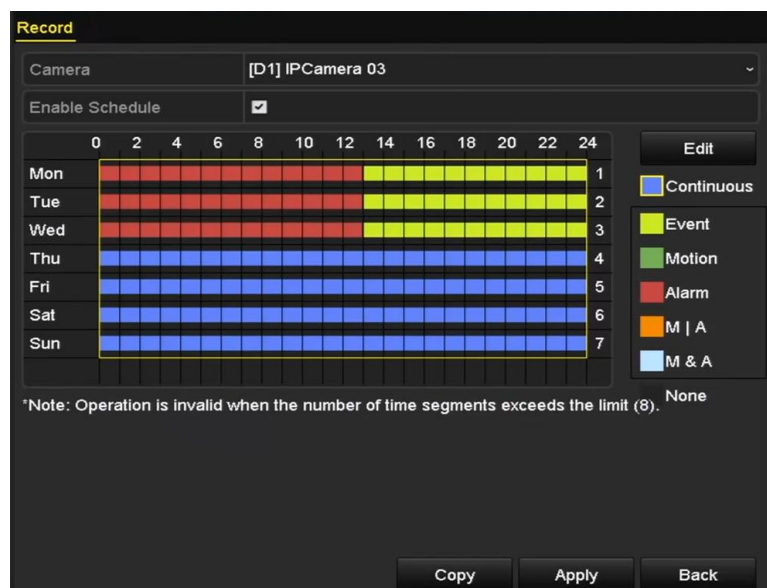 Record
Camera [D1] IPCamera 03
Enable Schedule
0 2 4 6 8 10 12 14 16 18 20 22 24
Edit
Mon 1
Continuous
Tue 2
Wed 3
Event
Thu 4
Motion
Fri 5
Alarm
Sat 6
M | A
Sun 7
M & A
None
*Note: Operation is invalid when the number of time segments exceeds the limit (8).
Copy Apply Back